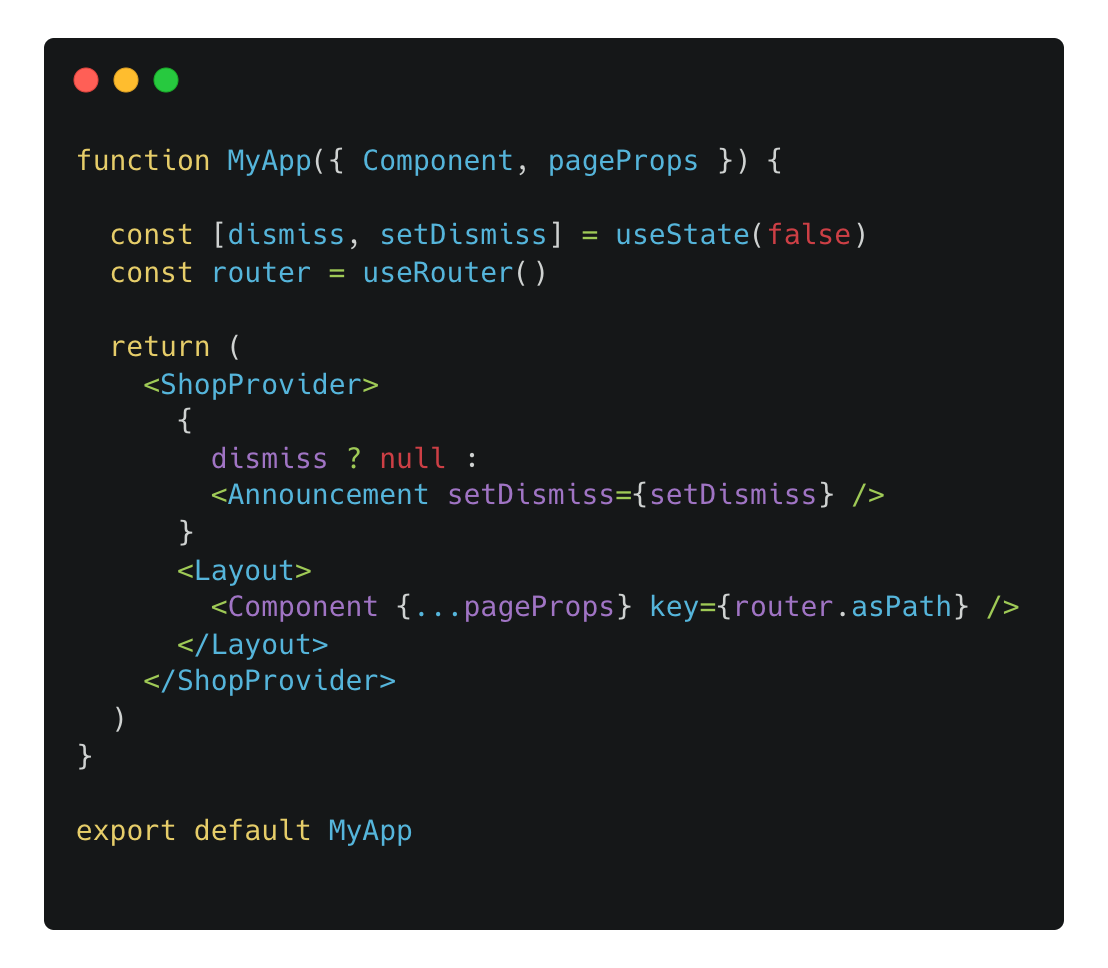 function MyApp({ Component, pageProps }) {
  const [dismiss, setDismiss] = useState(false)
  const router = useRouter()
  return (
    <ShopProvider>
      {
        dismiss ? null :
        <Announcement setDismiss={setDismiss} />
      }
      <Layout>
        <Component {...pageProps} key={router.asPath} />
      </Layout>
    </ShopProvider>
  )
}
export default MyApp